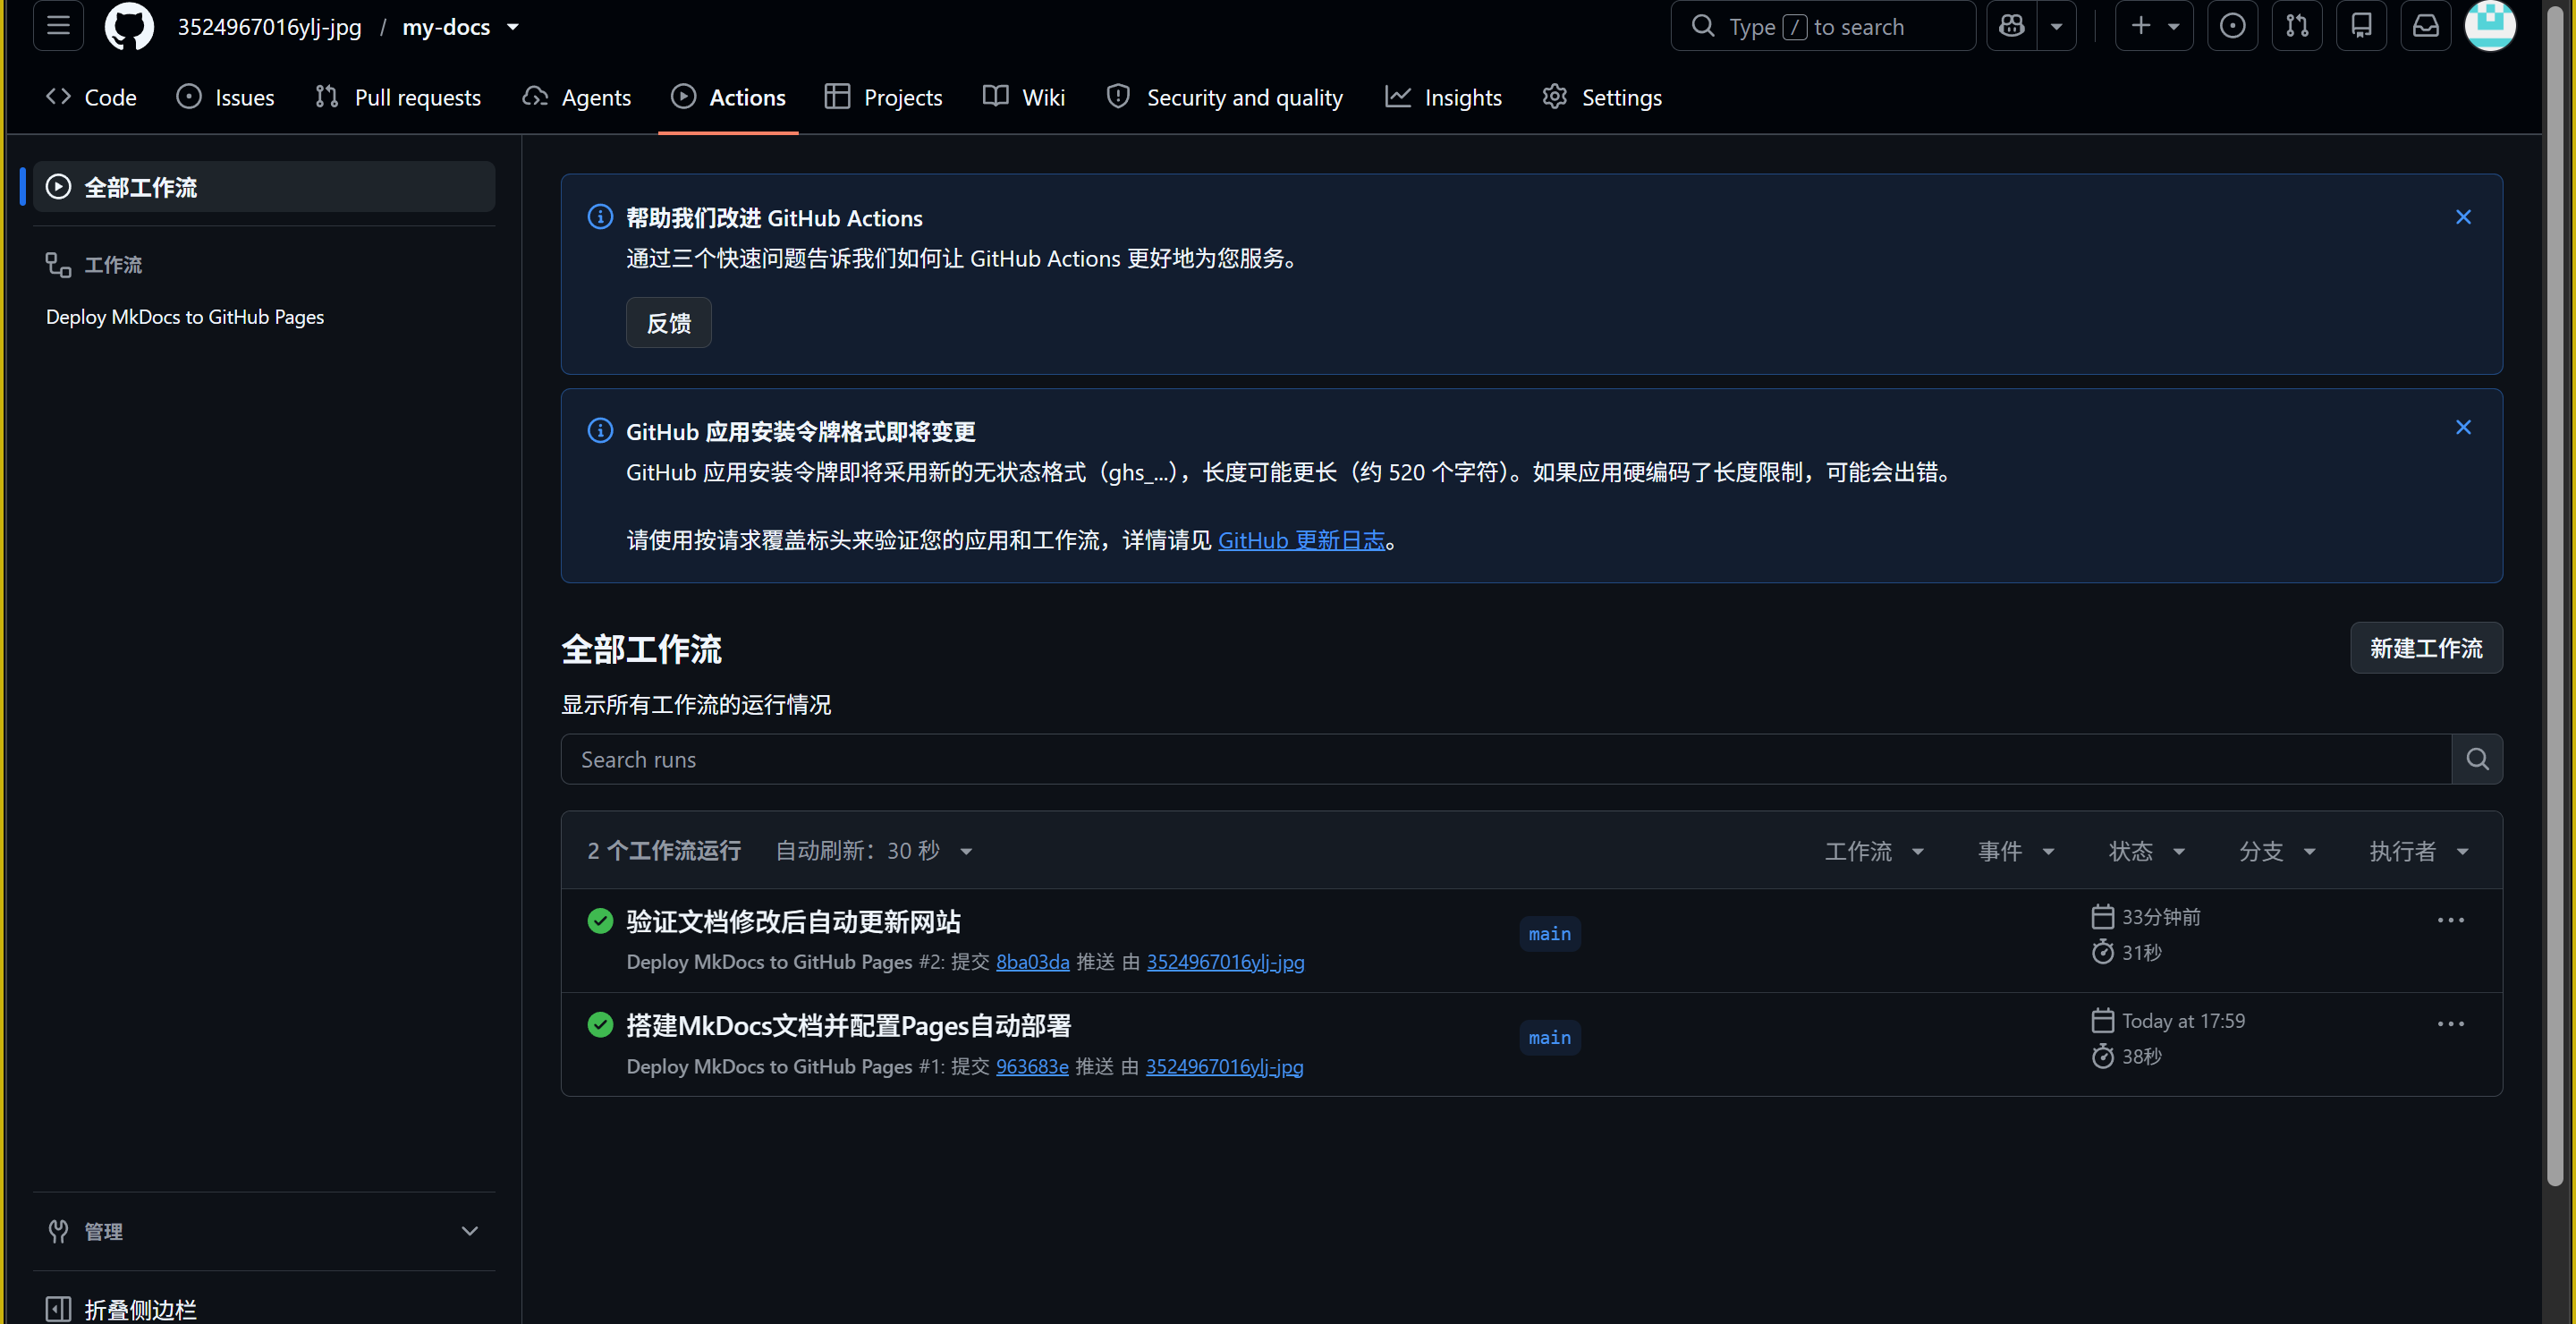 3524967016ylj-jpg / my-docs
Type / to search
Code
Issues
Pull requests
Agents
Actions
Projects
Wiki
Security and quality
Insights
Settings
全部工作流
工作流
Deploy MkDocs to GitHub Pages
管理
折叠侧边栏
帮助我们改进 GitHub Actions
通过三个快速问题告诉我们如何让 GitHub Actions 更好地为您服务。
反馈
GitHub 应用安装令牌格式即将变更
GitHub 应用安装令牌即将采用新的无状态格式（ghs_...），长度可能更长（约 520 个字符）。如果应用硬编码了长度限制，可能会出错。
请使用按请求覆盖标头来验证您的应用和工作流，详情请见 GitHub 更新日志。
全部工作流
新建工作流
显示所有工作流的运行情况
Search runs
2 个工作流运行
自动刷新：30 秒
工作流
事件
状态
分支
执行者
验证文档修改后自动更新网站
main
33分钟前
Deploy MkDocs to GitHub Pages #2: 提交 8ba03da 推送 由 3524967016ylj-jpg
31秒
搭建MkDocs文档并配置Pages自动部署
main
Today at 17:59
Deploy MkDocs to GitHub Pages #1: 提交 963683e 推送 由 3524967016ylj-jpg
38秒